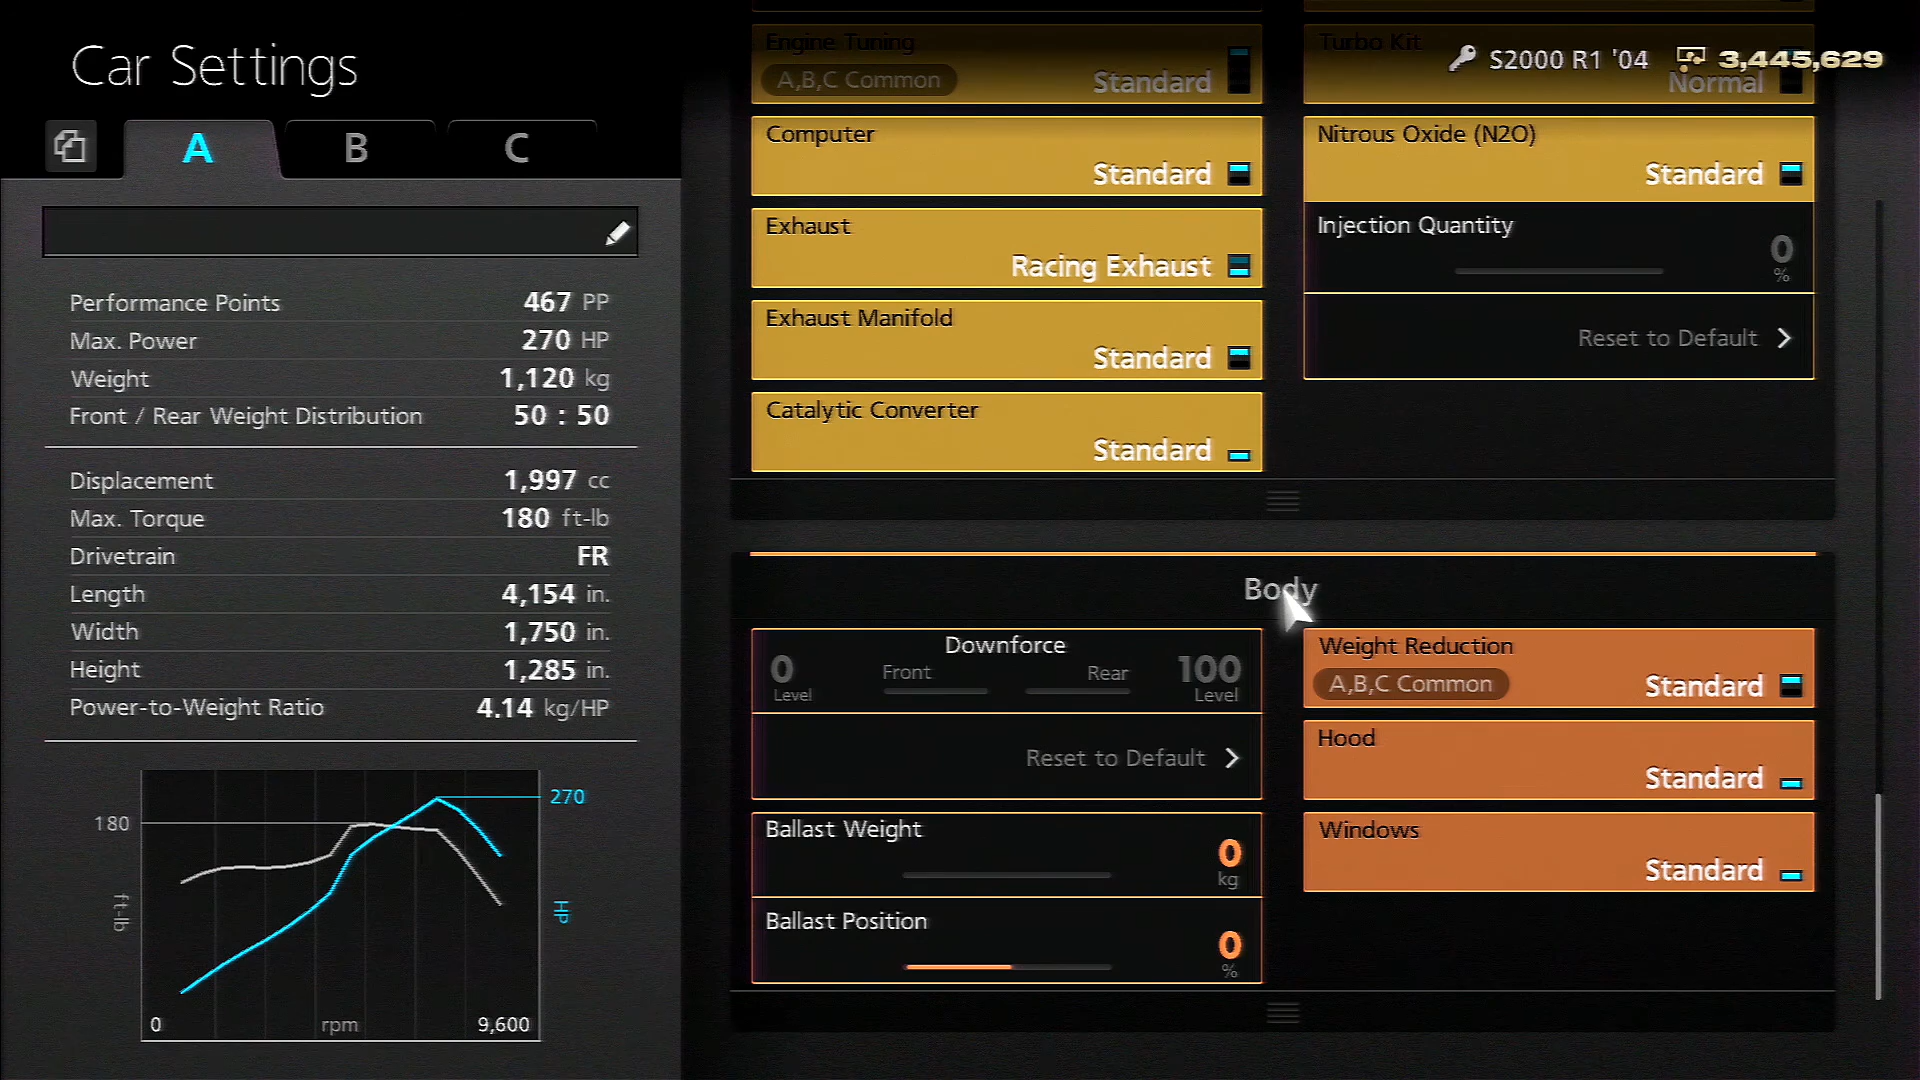 Car Settings
S2000 R1 '04
3,445,629
A
B
C
Performance Points 467 PP
Max. Power 270 HP
Weight 1,120 kg
Front / Rear Weight Distribution 50 : 50
Displacement 1,997 cc
Max. Torque 180 ft-lb
Drivetrain FR
Length 4,154 in.
Width 1,750 in.
Height 1,285 in.
Power-to-Weight Ratio 4.14 kg/HP
270
180
ft-lb
HP
0 rpm 9,600
Engine Tuning
A,B,C Common Standard
Computer
Standard
Exhaust
Racing Exhaust
Exhaust Manifold
Standard
Catalytic Converter
Standard
Turbo Kit
Normal
Nitrous Oxide (N2O)
Standard
Injection Quantity
0
%
Reset to Default
Body
Downforce
0 Front Rear 100
Level Level
Reset to Default
Ballast Weight
0
kg
Ballast Position
0
%
Weight Reduction
A,B,C Common Standard
Hood
Standard
Windows
Standard